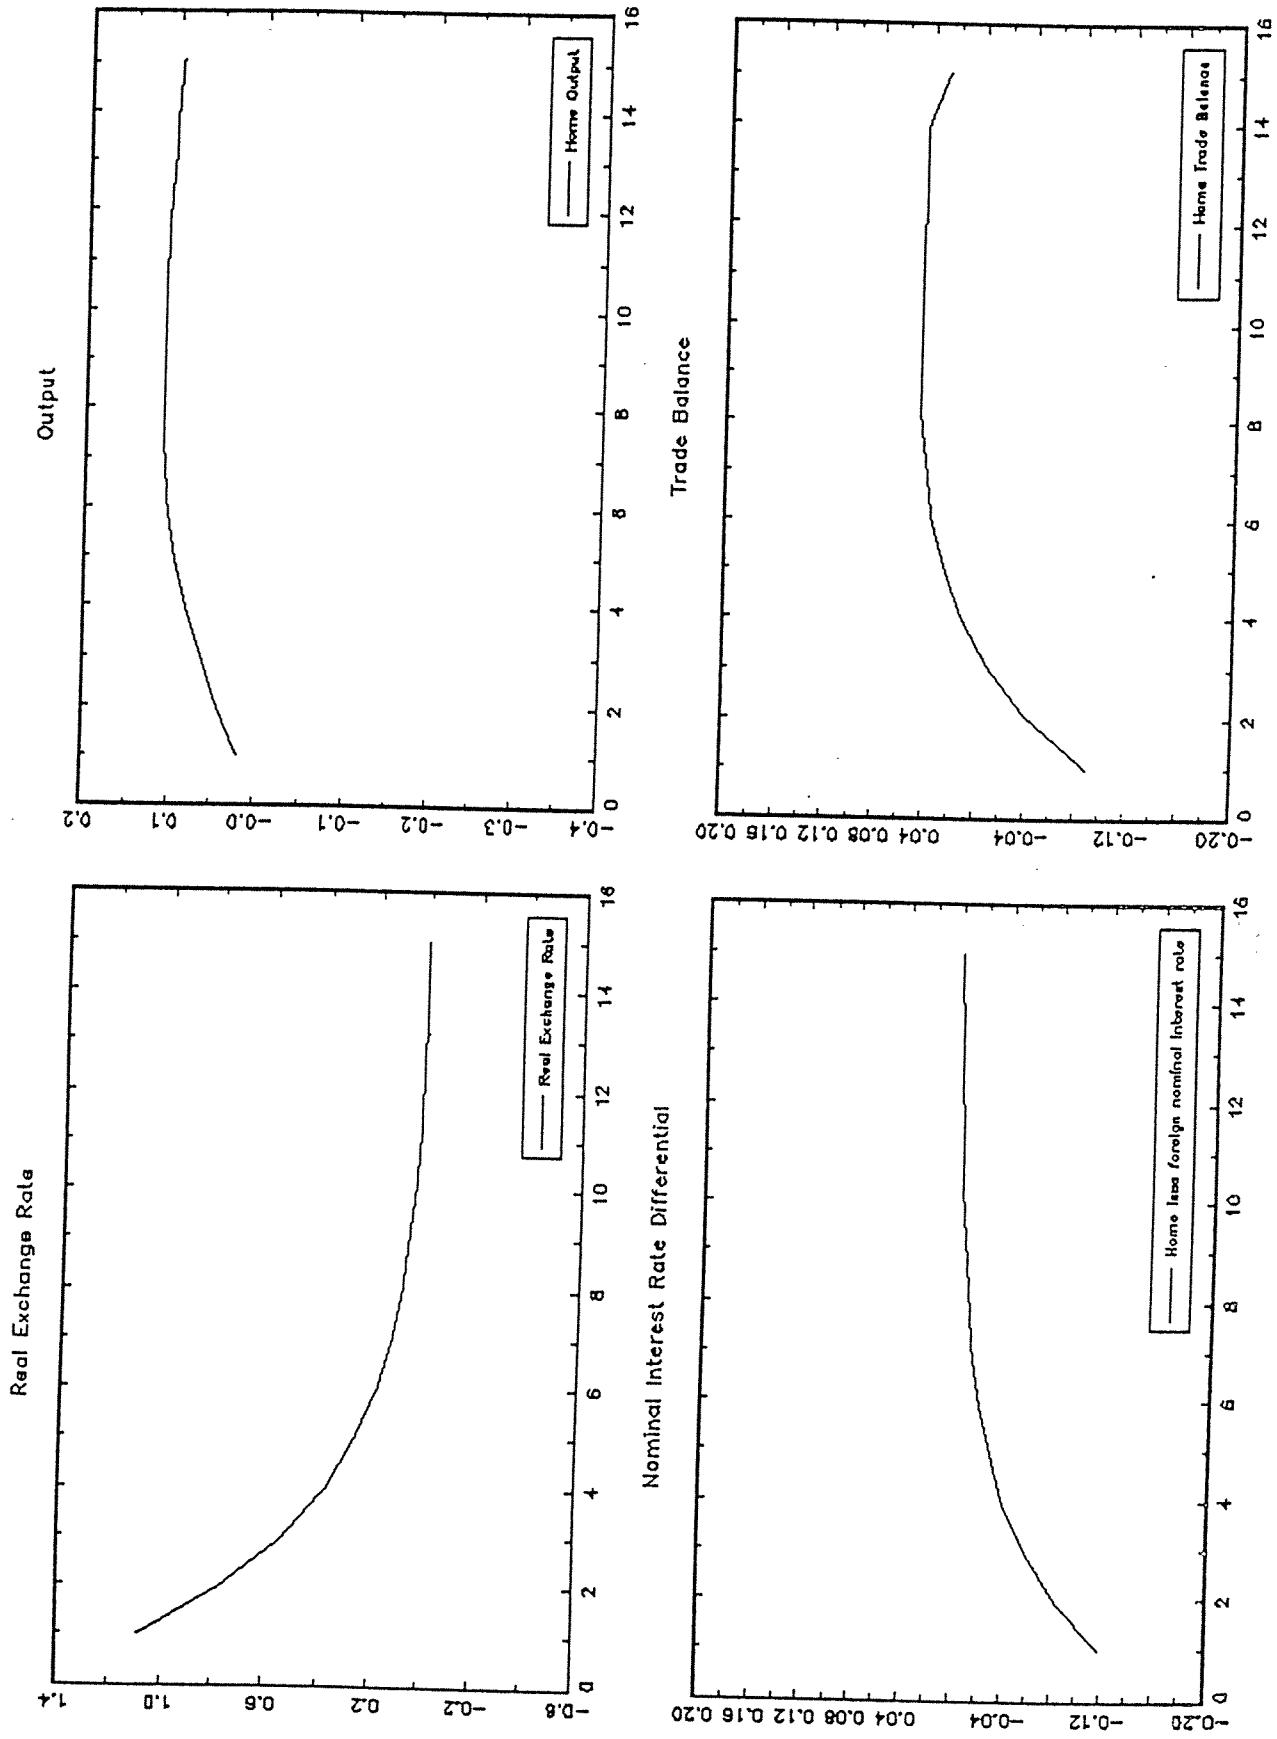 Real Exchange Rate
1.4
1.0
0.6
0.2
-0.2
-0.8
0 2 4 6 8 10 12 14 16
Real Exchange Rate
Output
0.2
0.1
-0.0
-0.1
-0.2
-0.3
-0.4
0 2 4 6 8 10 12 14 16
Home Output
Nominal Interest Rate Differential
0.20
0.16
0.12
0.08
0.04
-0.04
-0.12
-0.20
0 2 4 6 8 10 12 14 16
Home less foreign nominal interest rate
Trade Balance
0.20
0.16
0.12
0.08
0.04
-0.04
-0.12
-0.20
0 2 4 6 8 10 12 14 16
Home Trade Balance